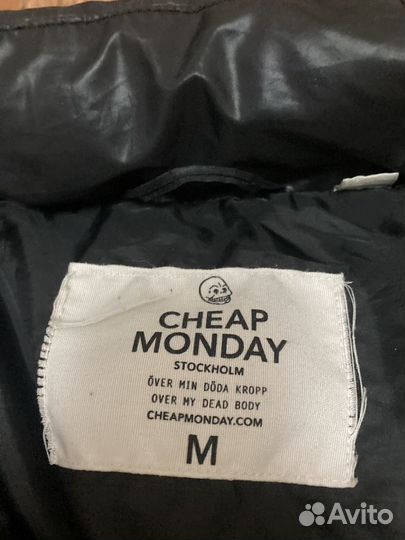 CHEAP
MONDAY
STOCKHOLM
ÖVER MIN DÖDA KROPP
OVER MY DEAD BODY
CHEAPMONDAY.COM
M
Avito